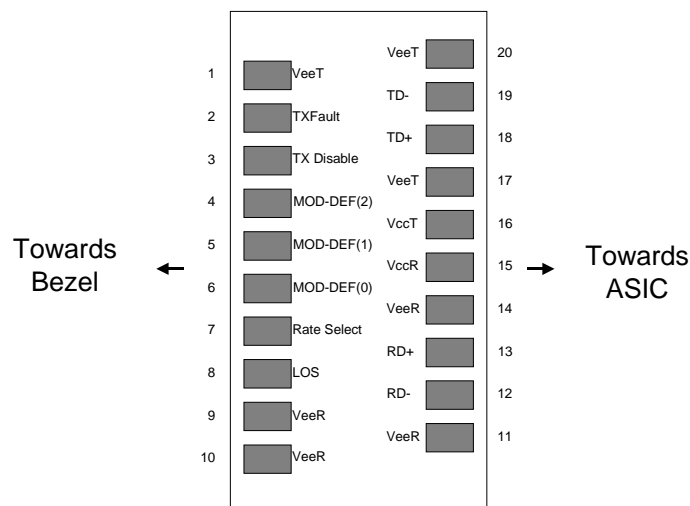 VeeT 20
1 VeeT
TD- 19
2 TXFault
TD+ 18
3 TX Disable
VeeT 17
4 MOD-DEF(2)
VccT 16
5 MOD-DEF(1)
Towards
Bezel
VccR 15
Towards
ASIC
6 MOD-DEF(0)
VeeR 14
7 Rate Select
RD+ 13
8 LOS
RD- 12
9 VeeR
VeeR 11
10 VeeR